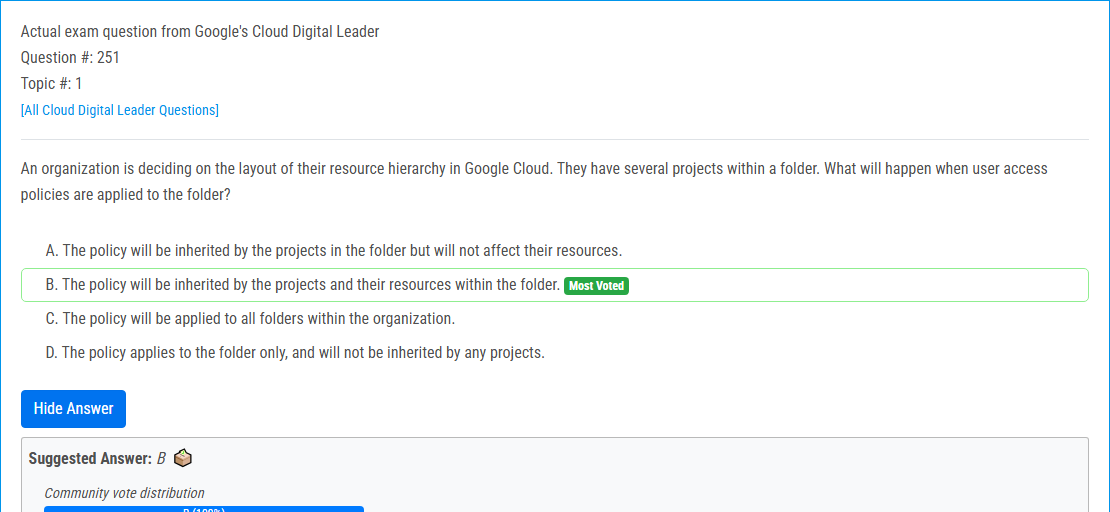 Actual exam question from Google's Cloud Digital Leader
Question #: 251
Topic #: 1
[All Cloud Digital Leader Questions]
An organization is deciding on the layout of their resource hierarchy in Google Cloud. They have several projects within a folder. What will happen when user access
policies are applied to the folder?
A. The policy will be inherited by the projects in the folder but will not affect their resources.
B. The policy will be inherited by the projects and their resources within the folder. Most Voted
C. The policy will be applied to all folders within the organization.
D. The policy applies to the folder only, and will not be inherited by any projects.
Hide Answer
Suggested Answer: B
Community vote distribution
B (100%)